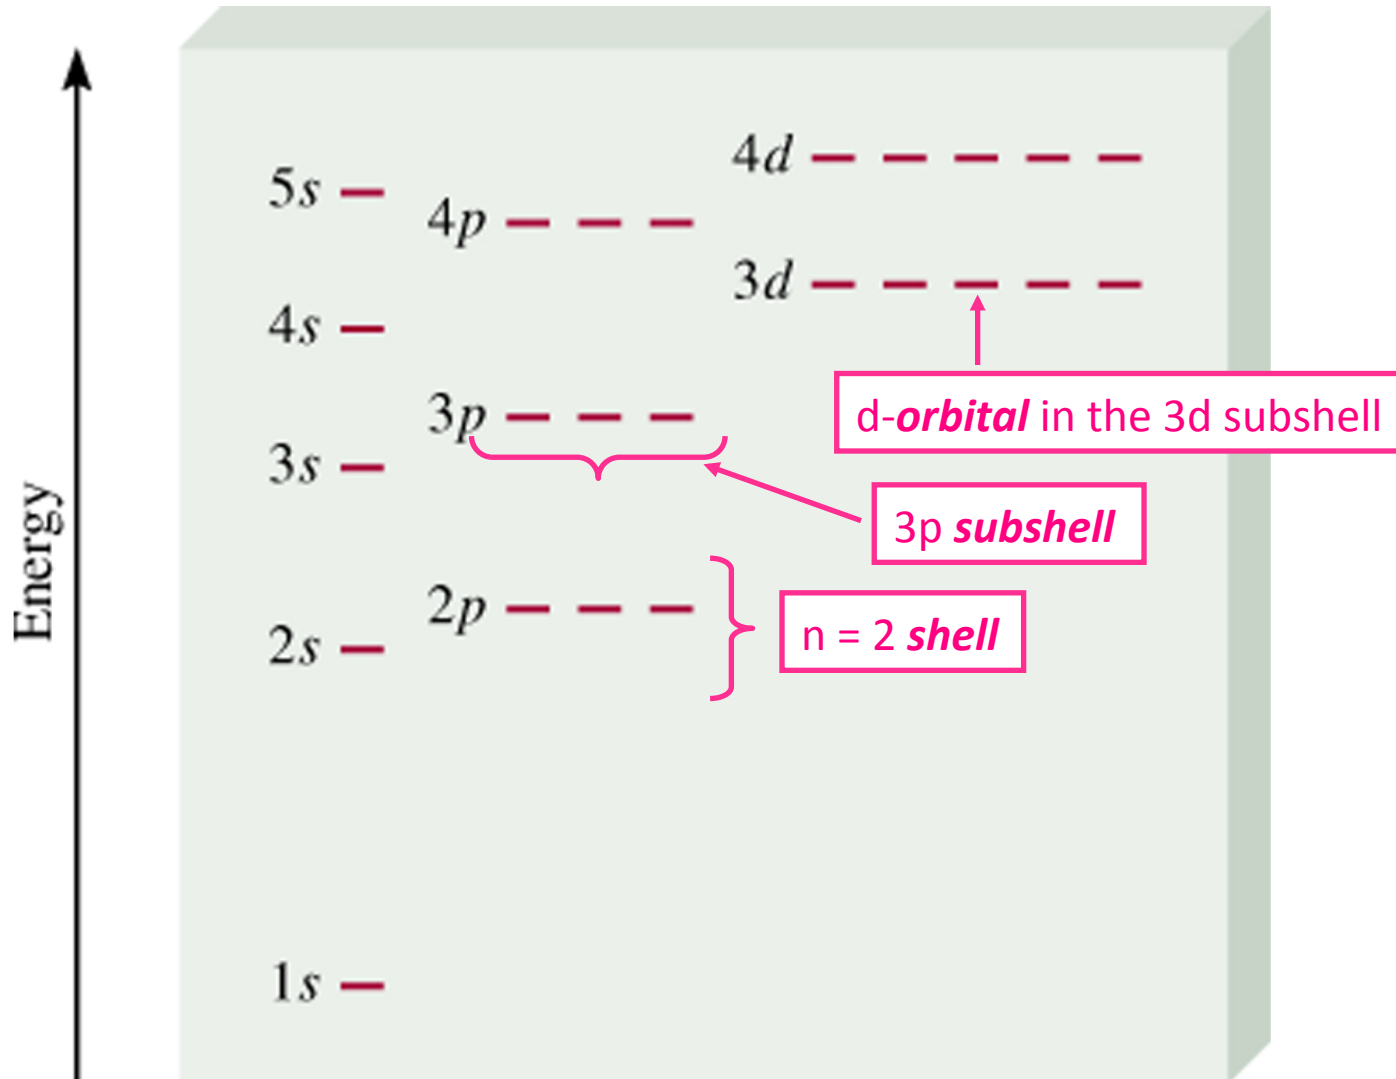 4d
5s
4p
3d
4s
d-orbital in the 3d subshell
3p
3s
3p subshell
Energy
2p
n = 2 shell
2s
1s